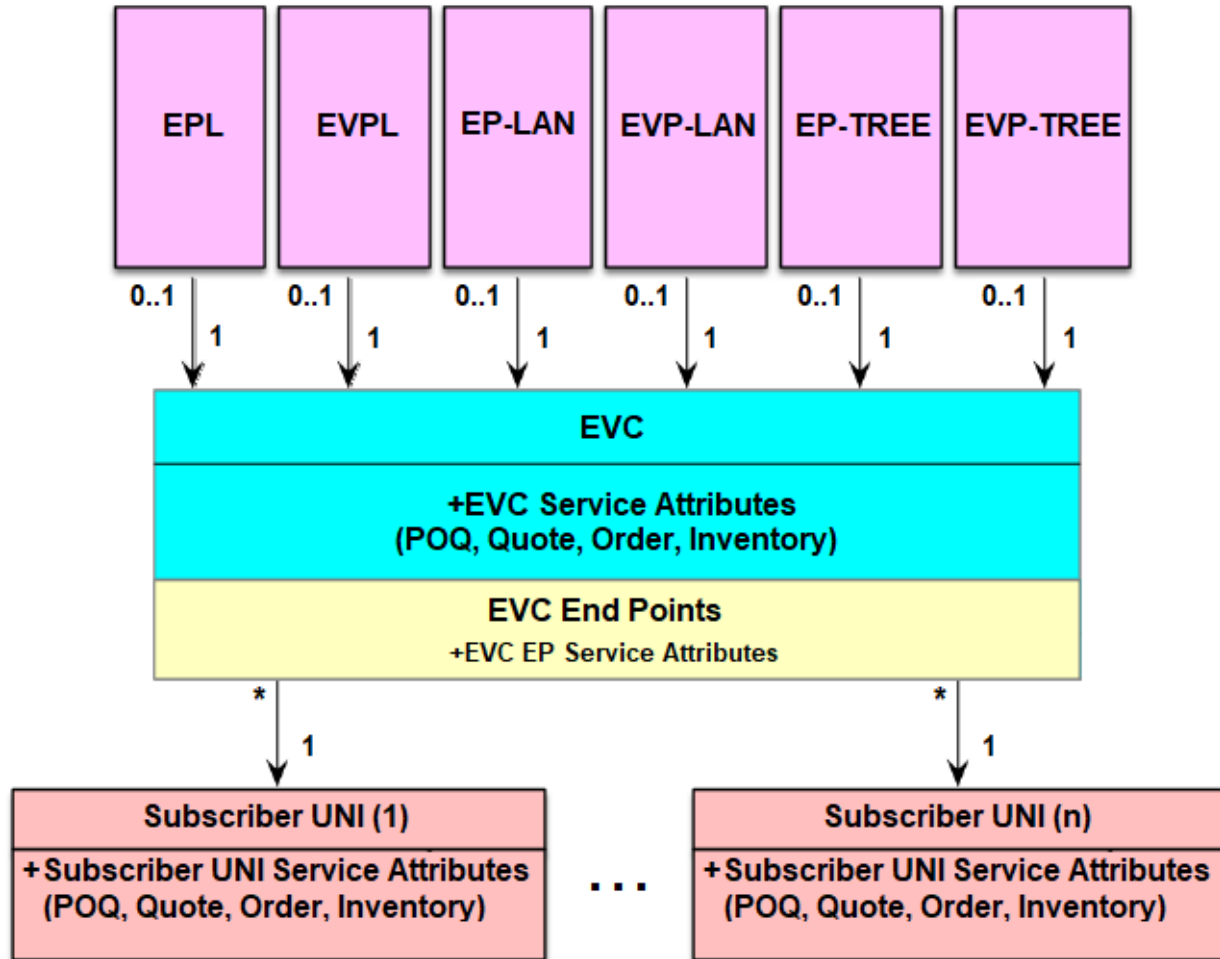 EPL EVPL EP-LAN EVP-LAN EP-TREE EVP-TREE
0..1 0..1 0..1 0..1 0..1 0..1
1 1 1 1 1 1
EVC
+EVC Service Attributes
(POQ, Quote, Order, Inventory)
EVC End Points
+EVC EP Service Attributes
* *
1 1
Subscriber UNI (1) Subscriber UNI (n)
+Subscriber UNI Service Attributes ... +Subscriber UNI Service Attributes
(POQ, Quote, Order, Inventory) (POQ, Quote, Order, Inventory)